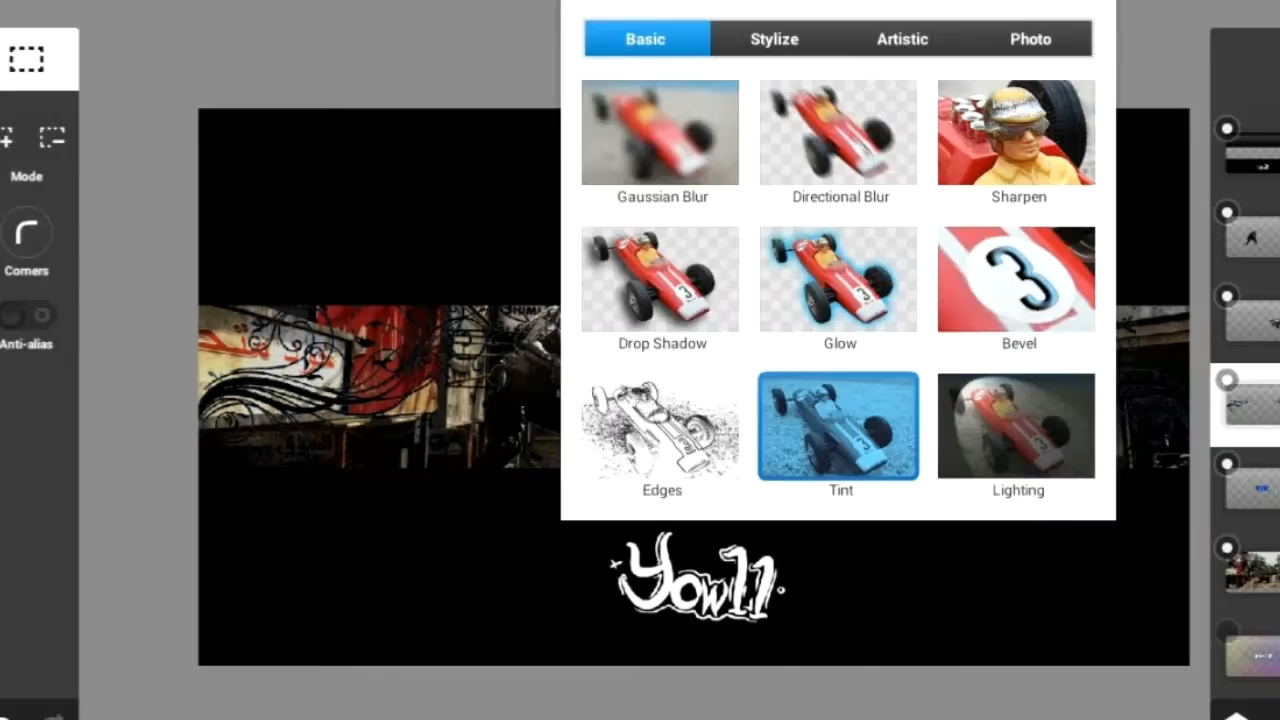 Basic Stylize Artistic Photo
Gaussian Blur Directional Blur Sharpen
Mode
Drop Shadow Glow Bevel
Corners
Anti-alias
Edges Tint Lighting
3
Yow11